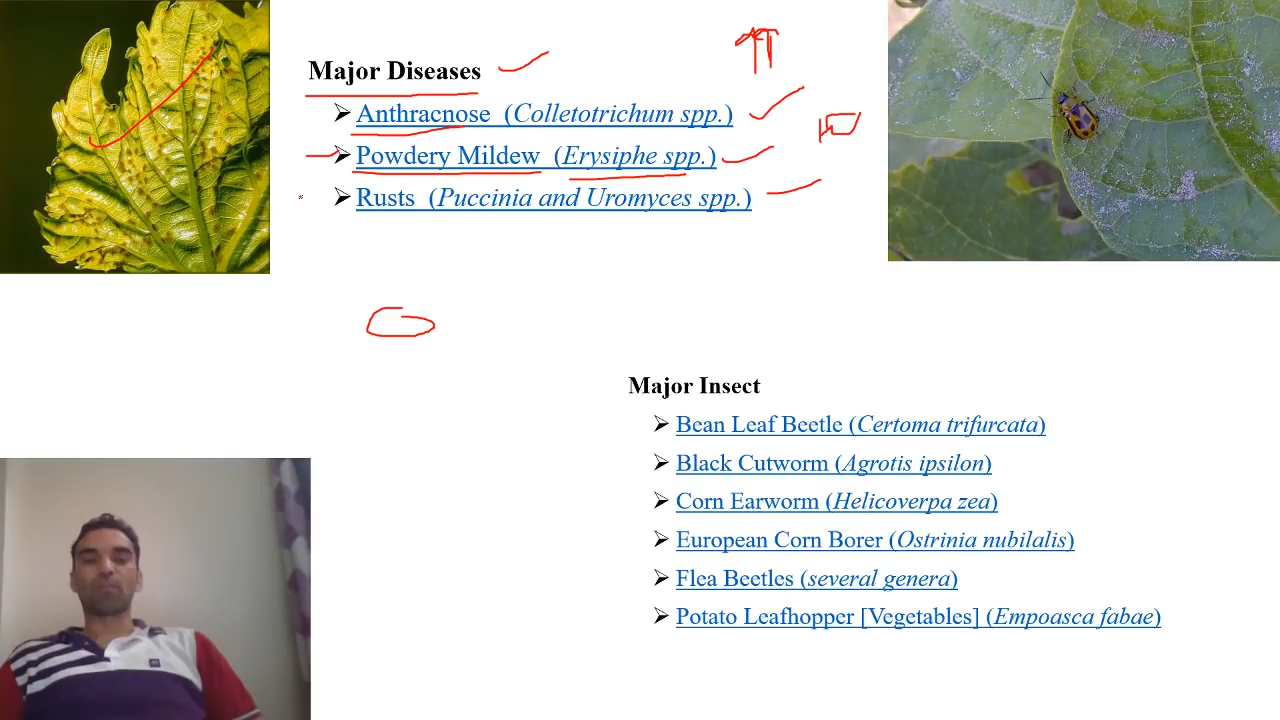 Major Diseases
Anthracnose (Colletotrichum spp.)
Powdery Mildew (Erysiphe spp.)
Rusts (Puccinia and Uromyces spp.)
Major Insect
Bean Leaf Beetle (Certoma trifurcata)
Black Cutworm (Agrotis ipsilon)
Corn Earworm (Helicoverpa zea)
European Corn Borer (Ostrinia nubilalis)
Flea Beetles (several genera)
Potato Leafhopper [Vegetables] (Empoasca fabae)